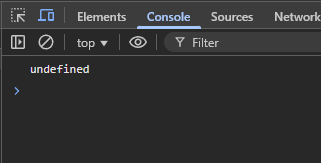 Elements Console Sources Network
top Filter
undefined